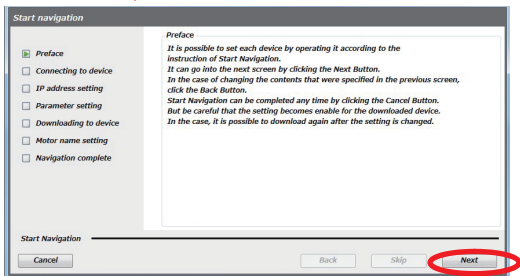 Start navigation
Preface
Connecting to device
IP address setting
Parameter setting
Downloading to device
Motor name setting
Navigation complete
Preface
It is possible to set each device by operating it according to the
instruction of Start Navigation.
It can go into the next screen by clicking the Next Button.
In the case of changing the contents that were specified in the previous screen,
click the Back Button.
Start Navigation can be completed any time by clicking the Cancel Button.
But be careful that the setting becomes enable for the downloaded device.
In the case, it is possible to download again after the setting is changed.
Start Navigation
Cancel
Back
Skip
Next